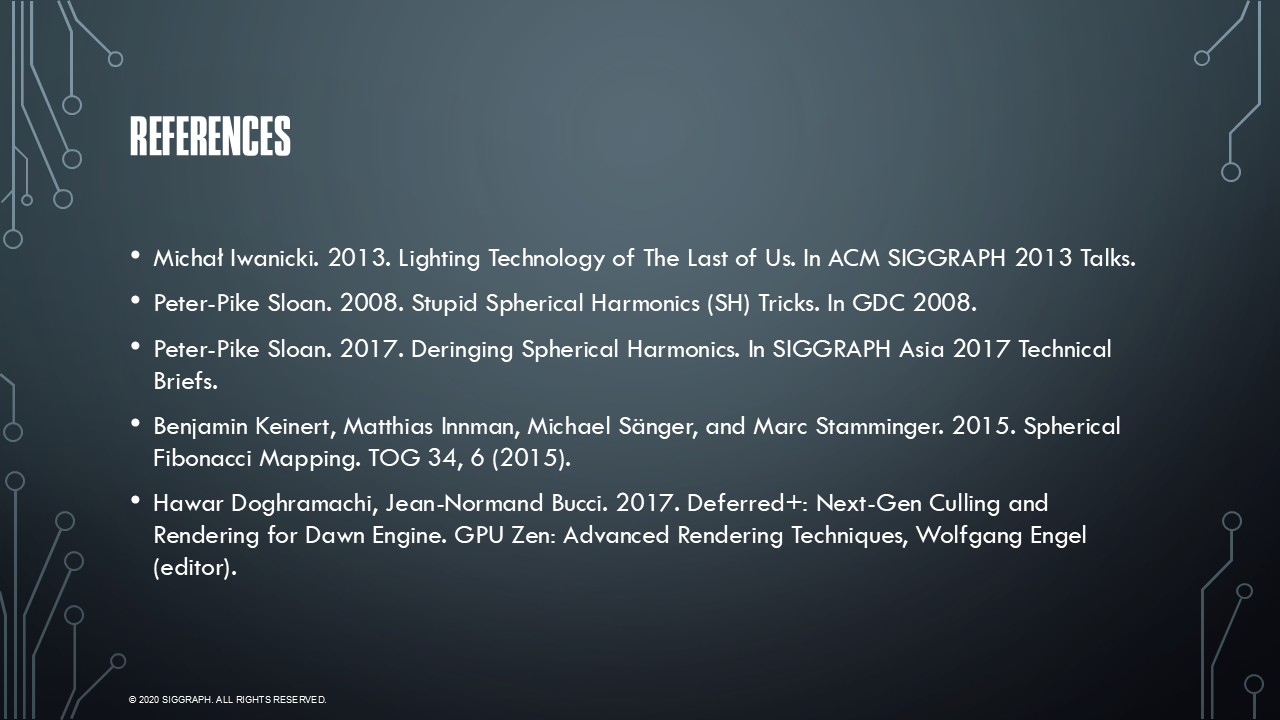 REFERENCES
• Michał Iwanicki. 2013. Lighting Technology of The Last of Us. In ACM SIGGRAPH 2013 Talks.
• Peter-Pike Sloan. 2008. Stupid Spherical Harmonics (SH) Tricks. In GDC 2008.
• Peter-Pike Sloan. 2017. Deringing Spherical Harmonics. In SIGGRAPH Asia 2017 Technical
Briefs.
• Benjamin Keinert, Matthias Innman, Michael Sänger, and Marc Stamminger. 2015. Spherical
Fibonacci Mapping. TOG 34, 6 (2015).
• Hawar Doghramachi, Jean-Normand Bucci. 2017. Deferred+: Next-Gen Culling and
Rendering for Dawn Engine. GPU Zen: Advanced Rendering Techniques, Wolfgang Engel
(editor).
© 2020 SIGGRAPH. ALL RIGHTS RESERVED.